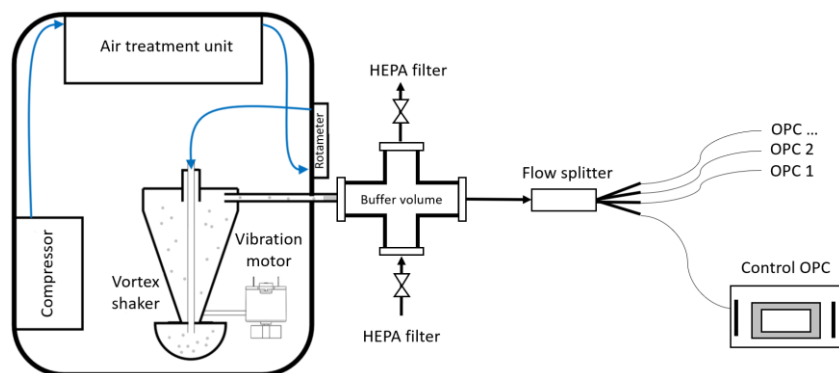 Air treatment unit
HEPA filter
Rotameter
OPC ...
OPC 2
OPC 1
Flow splitter
Buffer volume
Compressor
Vibration
motor
Vortex
shaker
Control OPC
HEPA filter